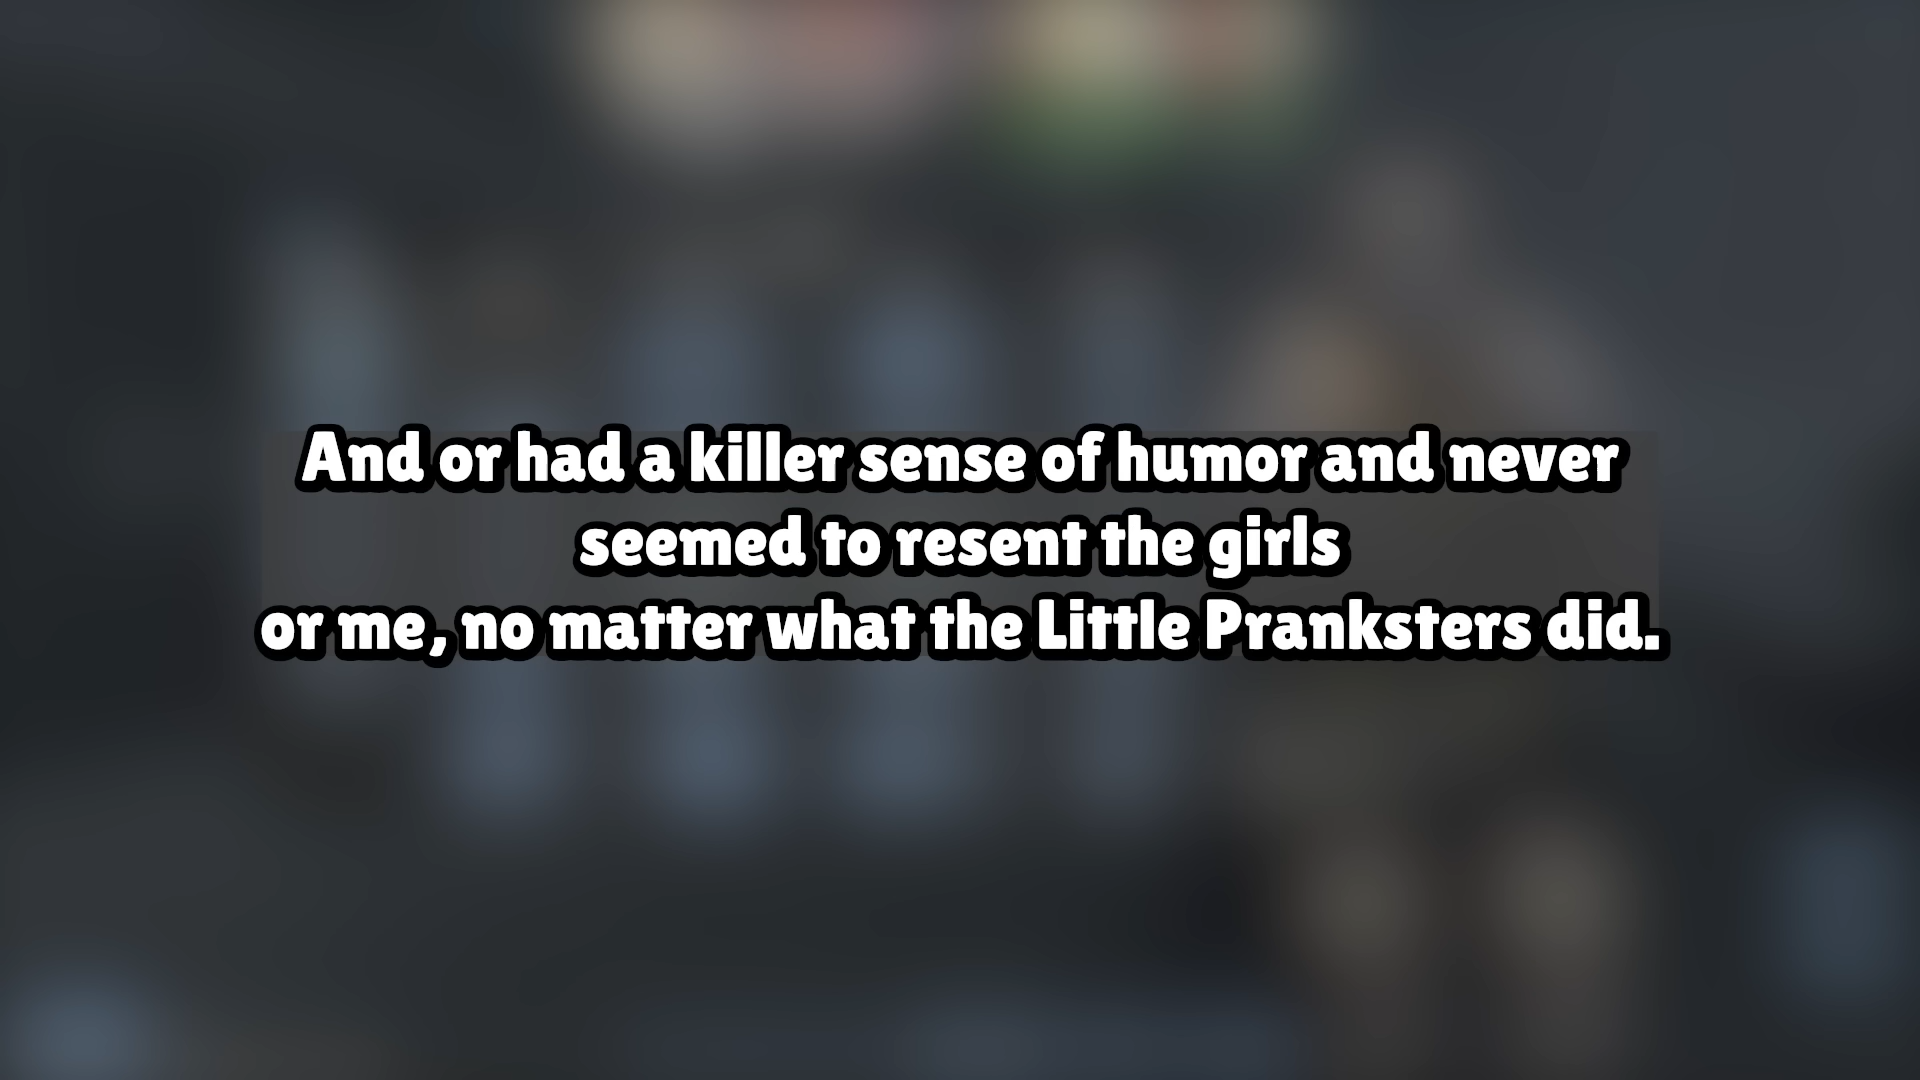 And or had a killer sense of humor and never
seemed to resent the girls
or me, no matter what the Little Pranksters did.